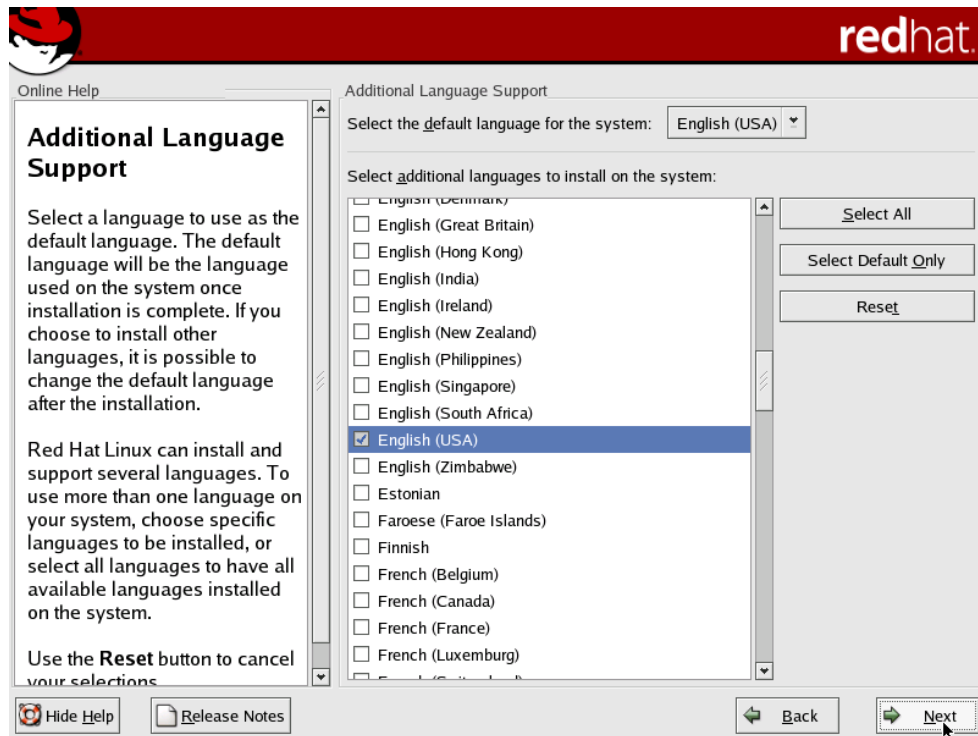 redhat.
Online Help
Additional Language
Support
Select a language to use as the
default language. The default
language will be the language
used on the system once
installation is complete. If you
choose to install other
languages, it is possible to
change the default language
after the installation.
Red Hat Linux can install and
support several languages. To
use more than one language on
your system, choose specific
languages to be installed, or
select all languages to have all
available languages installed
on the system.
Use the Reset button to cancel
your selections
Additional Language Support
Select the default language for the system: English (USA)
Select additional languages to install on the system:
English (Denmark)
English (Great Britain)
English (Hong Kong)
English (India)
English (Ireland)
English (New Zealand)
English (Philippines)
English (Singapore)
English (South Africa)
English (USA)
English (Zimbabwe)
Estonian
Faroese (Faroe Islands)
Finnish
French (Belgium)
French (Canada)
French (France)
French (Luxemburg)
Select All
Select Default Only
Reset
Hide Help
Release Notes
Back
Next